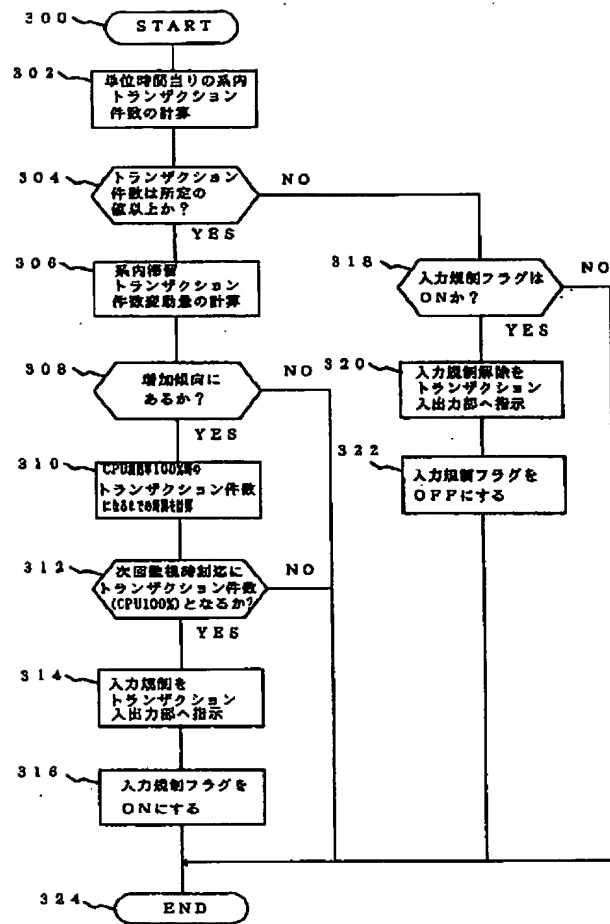 300
START
302
単位時間当りの系内
トランザクション
件数の計算
304
トランザクション
件数は所定の
値以上か?
NO
YES
306
系内滞留
トランザクション
件数変動量の計算
308
増加傾向に
あるか?
NO
YES
310
トランザクション件数
312
次回監視時刻迄に
トランザクション件数
(CPU100%)となるか?
NO
YES
314
入力規制を
トランザクション
入出力部へ指示
316
入力規制フラグを
ONにする
318
入力規制フラグは
ONか?
NO
YES
320
入力規制解除を
トランザクション
入出力部へ指示
322
入力規制フラグを
OFFにする
324
END